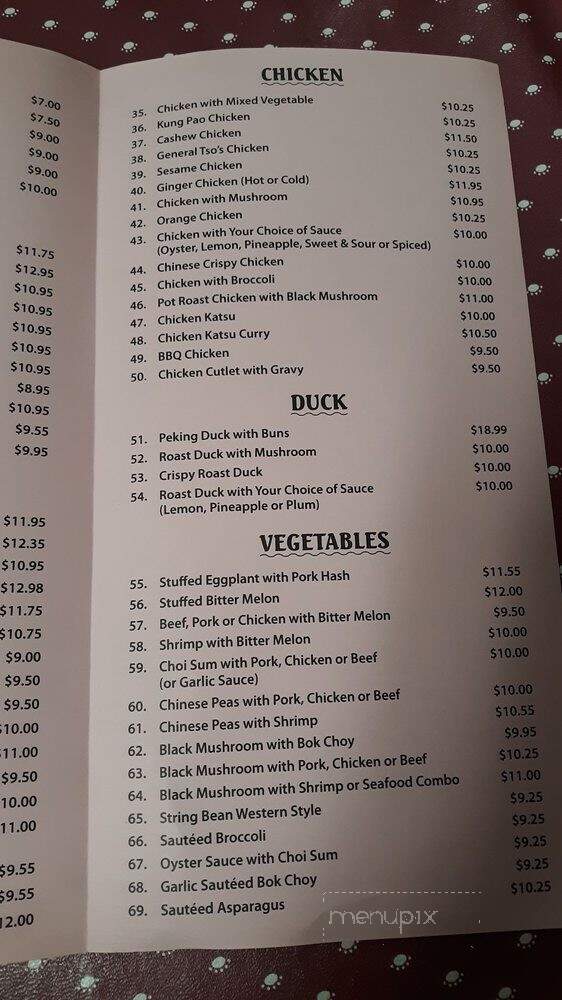 $7.00
$7.50
$9.00
$9.00
$9.00
$10.00
$11.75
$12.95
$10.95
$10.95
$10.95
$10.95
$10.95
$8.95
$10.95
$9.55
$9.95
$11.95
$12.35
$10.95
$12.98
$11.75
$10.75
$9.00
$9.50
$9.50
$10.00
$11.00
$9.50
10.00
11.00
$9.55
$9.55
12.00
CHICKEN
35. Chicken with Mixed Vegetable $10.25
36. Kung Pao Chicken $10.25
37. Cashew Chicken $11.50
38. General Tso's Chicken $10.25
39. Sesame Chicken $10.25
40. Ginger Chicken (Hot or Cold) $11.95
41. Chicken with Mushroom $10.95
42. Orange Chicken $10.25
43. Chicken with Your Choice of Sauce $10.00
(Oyster, Lemon, Pineapple, Sweet & Sour or Spiced)
44. Chinese Crispy Chicken $10.00
45. Chicken with Broccoli $10.00
46. Pot Roast Chicken with Black Mushroom $11.00
47. Chicken Katsu $10.00
48. Chicken Katsu Curry $10.50
49. BBQ Chicken $9.50
50. Chicken Cutlet with Gravy $9.50
DUCK
51. Peking Duck with Buns $18.99
52. Roast Duck with Mushroom $10.00
53. Crispy Roast Duck $10.00
54. Roast Duck with Your Choice of Sauce $10.00
(Lemon, Pineapple or Plum)
VEGETABLES
55. Stuffed Eggplant with Pork Hash $11.55
56. Stuffed Bitter Melon $12.00
57. Beef, Pork or Chicken with Bitter Melon $9.50
58. Shrimp with Bitter Melon $10.00
59. Choi Sum with Pork, Chicken or Beef $10.00
(or Garlic Sauce)
60. Chinese Peas with Pork, Chicken or Beef $10.00
61. Chinese Peas with Shrimp $10.55
62. Black Mushroom with Bok Choy $9.95
63. Black Mushroom with Pork, Chicken or Beef $10.25
64. Black Mushroom with Shrimp or Seafood Combo $11.00
65. String Bean Western Style $9.25
66. Sautéed Broccoli $9.25
67. Oyster Sauce with Choi Sum $9.25
68. Garlic Sautéed Bok Choy $9.25
69. Sautéed Asparagus $10.25
menupix